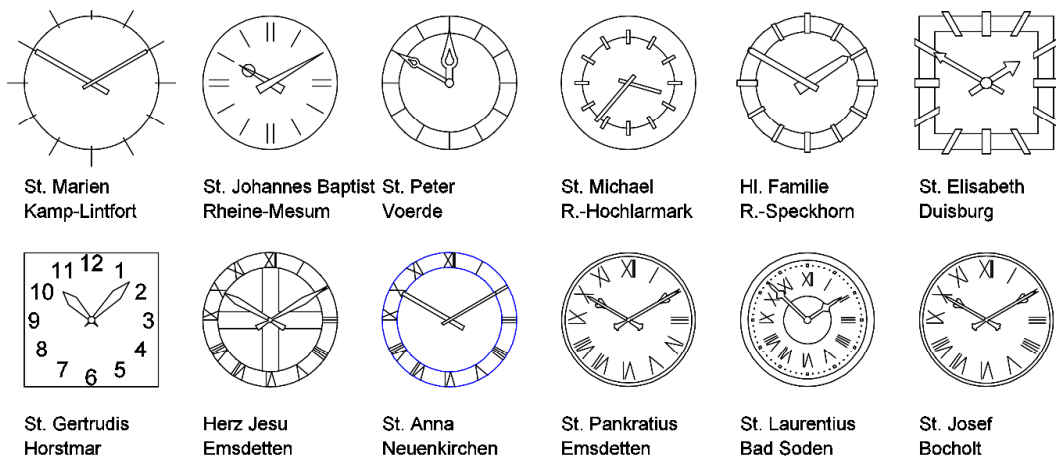 St. Marien
Kamp-Lintfort
St. Johannes Baptist
Rheine-Mesum
St. Peter
Voerde
St. Michael
R.-Hochlarmark
Hl. Familie
R.-Speckhorn
St. Elisabeth
Duisburg
12
11 1
10 2
9 3
8 4
7 5
6
St. Gertrudis
Horstmar
Herz Jesu
Emsdetten
St. Anna
Neuenkirchen
St. Pankratius
Emsdetten
St. Laurentius
Bad Soden
St. Josef
Bocholt